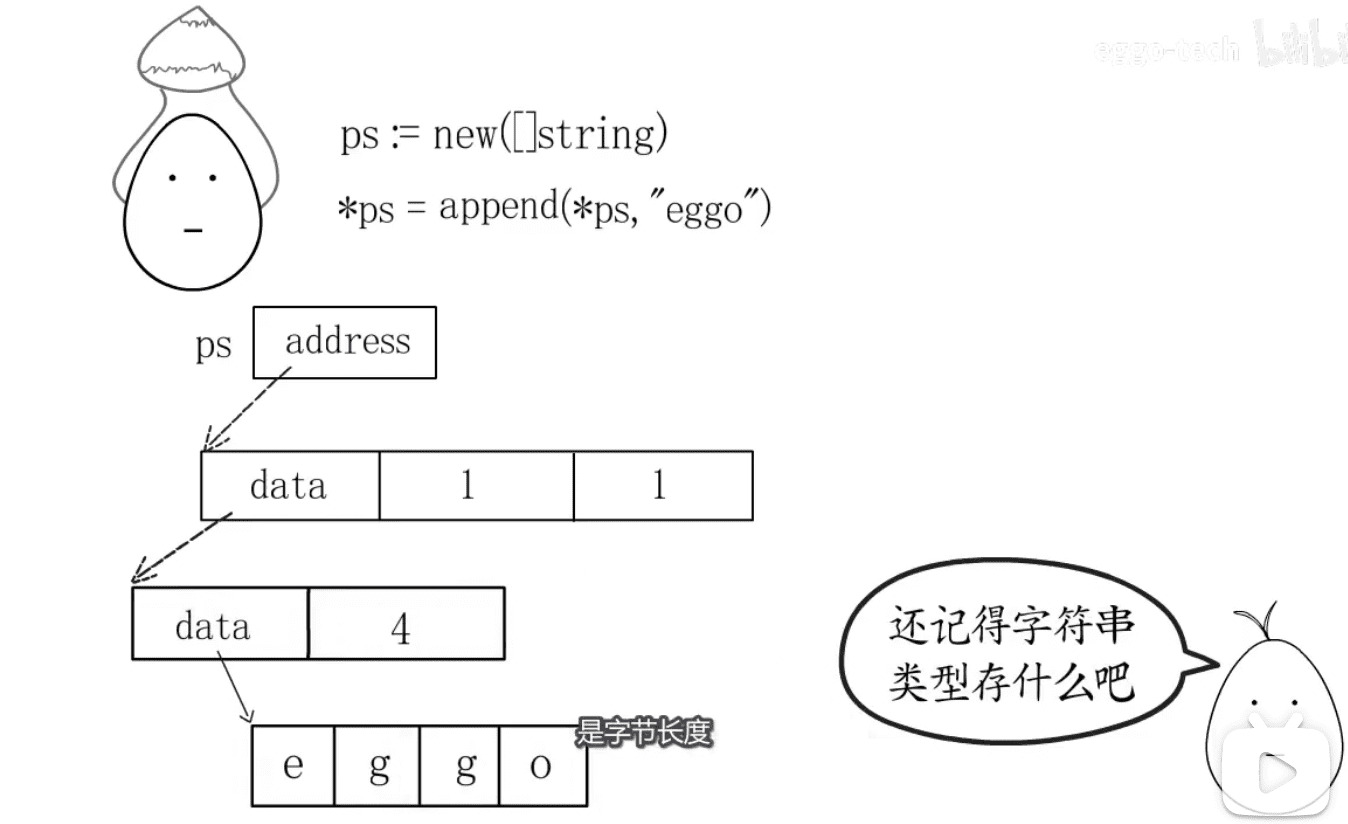 eggo-tech bilibili
ps := new([]string)
*ps = append(*ps,"eggo")
ps address
data 1 1
data 4
e g g o
是字节长度
还记得字符串
类型存什么吧